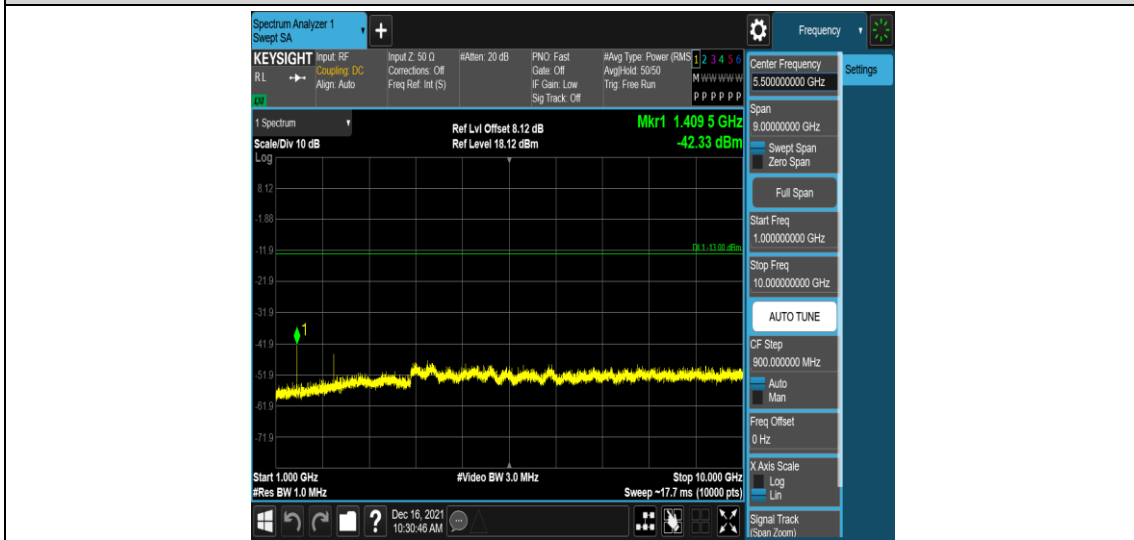 Spectrum Analyzer 1
Swept SA
+
Frequency
KEYSIGHT
RL
LXI
Input: RF
Coupling: DC
Align: Auto
Input Z: 50 Ω
Corrections: Off
Freq Ref: Int (S)
#Atten: 20 dB
PNO: Fast
Gate: Off
IF Gain: Low
Sig Track: Off
#Avg Type: Power (RMS
Avg|Hold: 50/50
Trig: Free Run
1 2 3 4 5 6
M W W W W W
P P P P P P
1 Spectrum
Scale/Div 10 dB
Log
Ref Lvl Offset 8.12 dB
Ref Level 18.12 dBm
Mkr1 1.409 5 GHz
-42.33 dBm
8.12
-1.88
-11.9
DL1 -13.00 dBm
-21.9
-31.9
1
-41.9
-51.9
-61.9
-71.9
Start 1.000 GHz
#Res BW 1.0 MHz
#Video BW 3.0 MHz
Stop 10.000 GHz
Sweep ~17.7 ms (10000 pts)
Center Frequency
5.50000000 GHz
Settings
Span
9.00000000 GHz
Swept Span
Zero Span
Full Span
Start Freq
1.000000000 GHz
Stop Freq
10.000000000 GHz
AUTO TUNE
CF Step
900.000000 MHz
Auto
Man
Freq Offset
0 Hz
X Axis Scale
Log
Lin
Signal Track
(Span Zoom)
?
Dec 16, 2021
10:30:46 AM